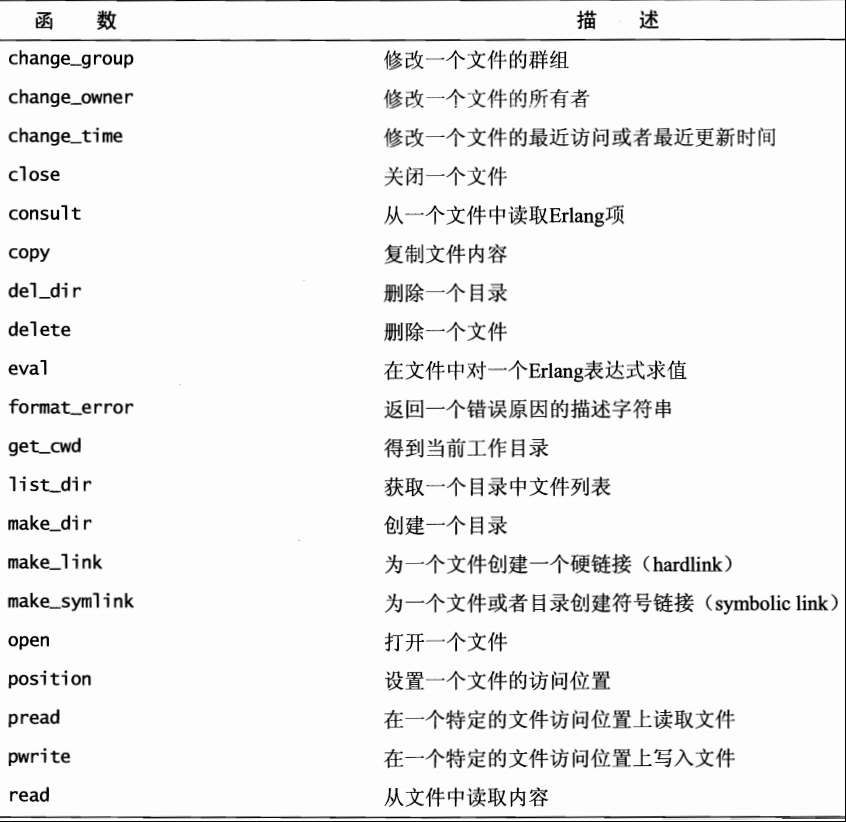 函 数 描 述
change_group 修改一个文件的群组
change_owner 修改一个文件的所有者
change_time 修改一个文件的最近访问或者最近更新时间
close 关闭一个文件
consult 从一个文件中读取Erlang项
copy 复制文件内容
del_dir 删除一个目录
delete 删除一个文件
eval 在文件中对一个Erlang表达式求值
format_error 返回一个错误原因的描述字符串
get_cwd 得到当前工作目录
list_dir 获取一个目录中文件列表
make_dir 创建一个目录
make_link 为一个文件创建一个硬链接（hardlink）
make_symlink 为一个文件或者目录创建符号链接（symbolic link）
open 打开一个文件
position 设置一个文件的访问位置
pread 在一个特定的文件访问位置上读取文件
pwrite 在一个特定的文件访问位置上写入文件
read 从文件中读取内容